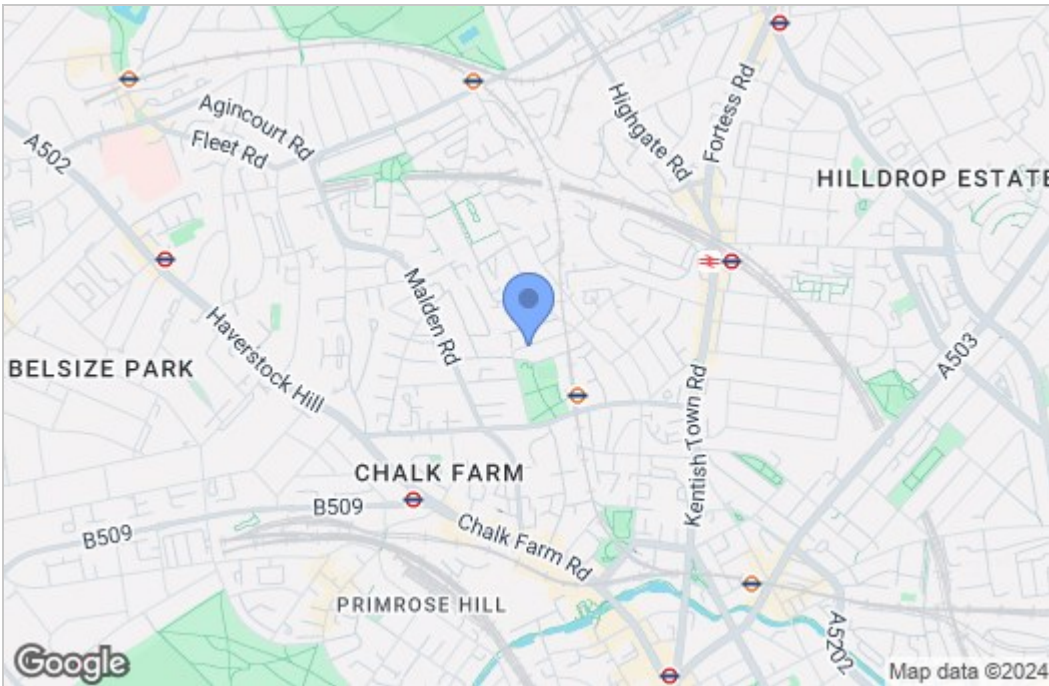 Agincourt Rd
Fleet Rd
A502
Highgate Rd
Fortess Rd
HILLDROP ESTATE
Malden Rd
Haverstock Hill
BELSIZE PARK
A503
Kentish Town Rd
CHALK FARM
B509
B509
Chalk Farm Rd
PRIMROSE HILL
A5202
Google
Map data ©2024